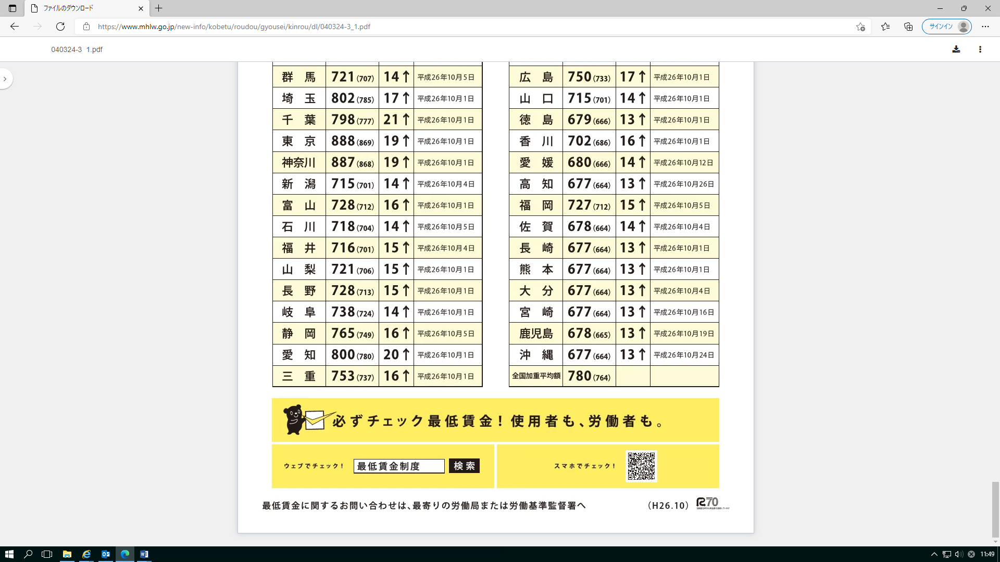 ファイルのダウンロード
https://www.mhlw.go.jp/new-info/kobetu/roudou/gyousei/kinrou/dl/040324-3_1.pdf
サインイン
040324-3 1.pdf
群 馬 721(707) 14↑ 平成26年10月5日
埼 玉 802(785) 17↑ 平成26年10月1日
千 葉 798(777) 21↑ 平成26年10月1日
東 京 888(869) 19↑ 平成26年10月1日
神奈川 887(868) 19↑ 平成26年10月1日
新 潟 715(701) 14↑ 平成26年10月4日
富 山 728(712) 16↑ 平成26年10月1日
石 川 718(704) 14↑ 平成26年10月5日
福 井 716(701) 15↑ 平成26年10月4日
山 梨 721(706) 15↑ 平成26年10月1日
長 野 728(713) 15↑ 平成26年10月1日
岐 阜 738(724) 14↑ 平成26年10月1日
静 岡 765(749) 16↑ 平成26年10月5日
愛 知 800(780) 20↑ 平成26年10月1日
三 重 753(737) 16↑ 平成26年10月1日
広 島 750(733) 17↑ 平成26年10月1日
山 口 715(701) 14↑ 平成26年10月1日
徳 島 679(666) 13↑ 平成26年10月1日
香 川 702(686) 16↑ 平成26年10月1日
愛 媛 680(666) 14↑ 平成26年10月12日
高 知 677(664) 13↑ 平成26年10月26日
福 岡 727(712) 15↑ 平成26年10月5日
佐 賀 678(664) 14↑ 平成26年10月4日
長 崎 677(664) 13↑ 平成26年10月1日
熊 本 677(664) 13↑ 平成26年10月1日
大 分 677(664) 13↑ 平成26年10月4日
宮 崎 677(664) 13↑ 平成26年10月16日
鹿児島 678(665) 13↑ 平成26年10月19日
沖 縄 677(664) 13↑ 平成26年10月24日
全国加重平均額 780(764)
必ずチェック最低賃金！使用者も、労働者も。
ウェブでチェック！ 最低賃金制度 検索
スマホでチェック！
最低賃金に関するお問い合わせは、最寄りの労働局または労働基準監督署へ
（H26.10） R70
11:49